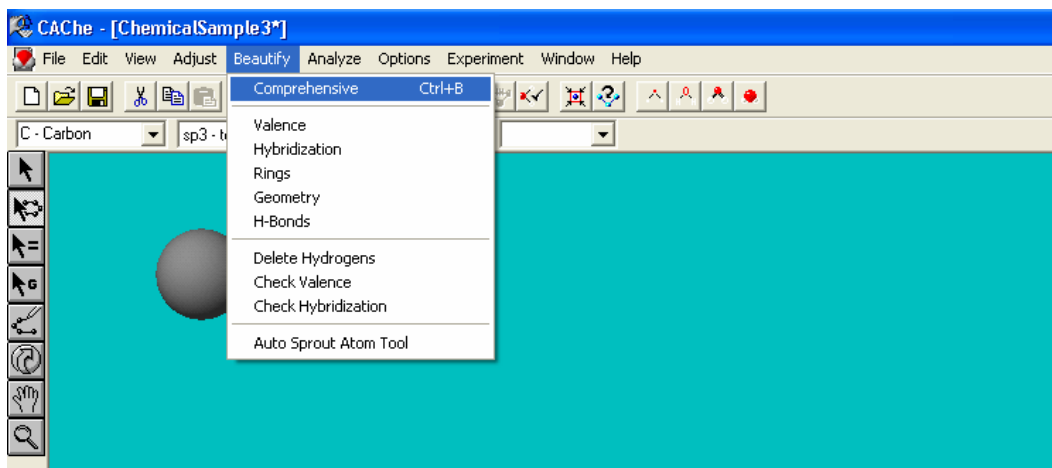 CAChe - [ChemicalSample3*]
File Edit View Adjust Beautify Analyze Options Experiment Window Help
Comprehensive Ctrl+B
C - Carbon sp3 - t
Valence
Hybridization
Rings
Geometry
H-Bonds
Delete Hydrogens
Check Valence
Check Hybridization
Auto Sprout Atom Tool
G